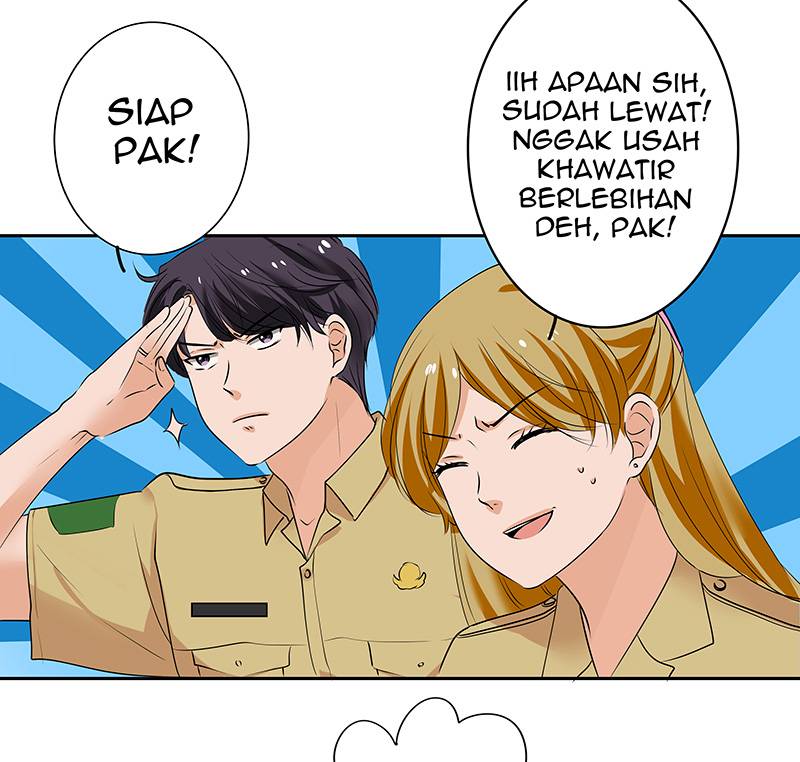 SIAP
PAK!
IIH APAAN SIH,
SUDAH LEWAT!
NGGAK USAH
KHAWATIR
BERLEBIHAN
DEH, PAK!